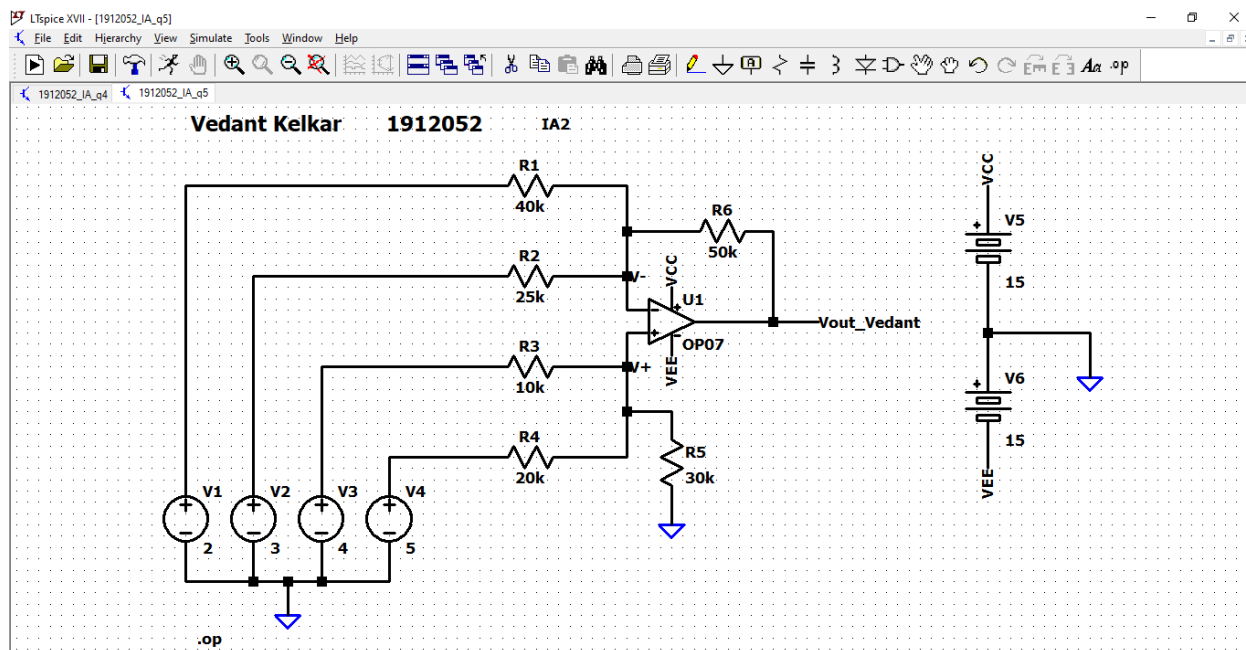 LTspice XVII - [1912052_IA_q5]
File Edit Hierarchy View Simulate Tools Window Help
Aa .op
1912052_IA_q4 1912052_IA_q5
Vedant Kelkar 1912052 IA2
R1
40k
R6
50k
R2
25k
V-
VCC
U1
OP07
VEE
Vout_Vedant
R3
10k
V+
R4
20k
R5
30k
V1
2
V2
3
V3
4
V4
5
.op
VCC
V5
15
V6
15
VEE